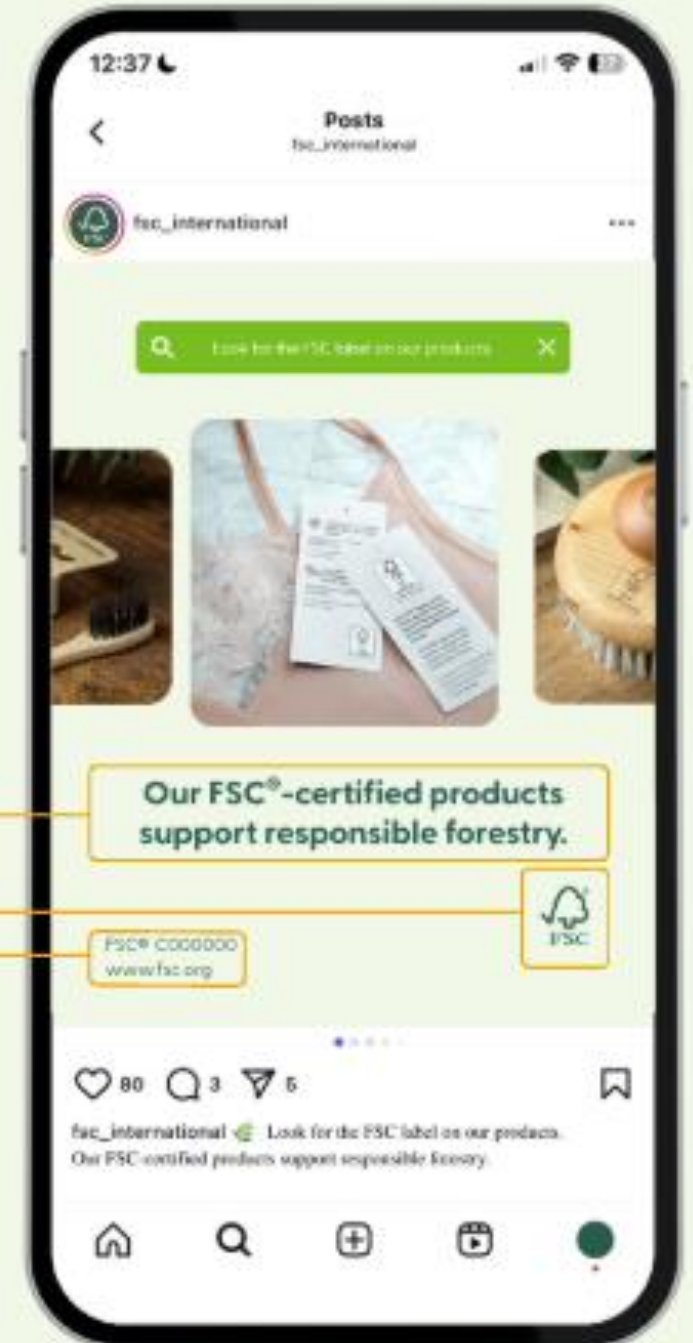 12:37
Posts
fsc_international
fsc_international
FSC
Look for the FSC label on our products
Our FSC®-certified products
support responsible forestry.
FSC
FSC® C000000
www.fsc.org
80 3 5
fsc_international Look for the FSC label on our products.
Our FSC-certified products support responsible forestry.